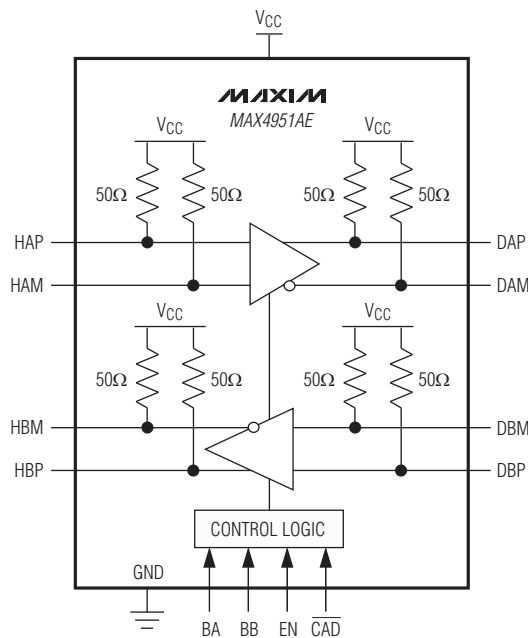 VCC
MAXIM
MAX4951AE
VCC VCC
50Ω 50Ω 50Ω 50Ω
HAP DAP
HAM DAM
VCC VCC
50Ω 50Ω 50Ω 50Ω
HBM DBM
HBP DBP
CONTROL LOGIC
GND
BA BB EN C̅A̅D̅